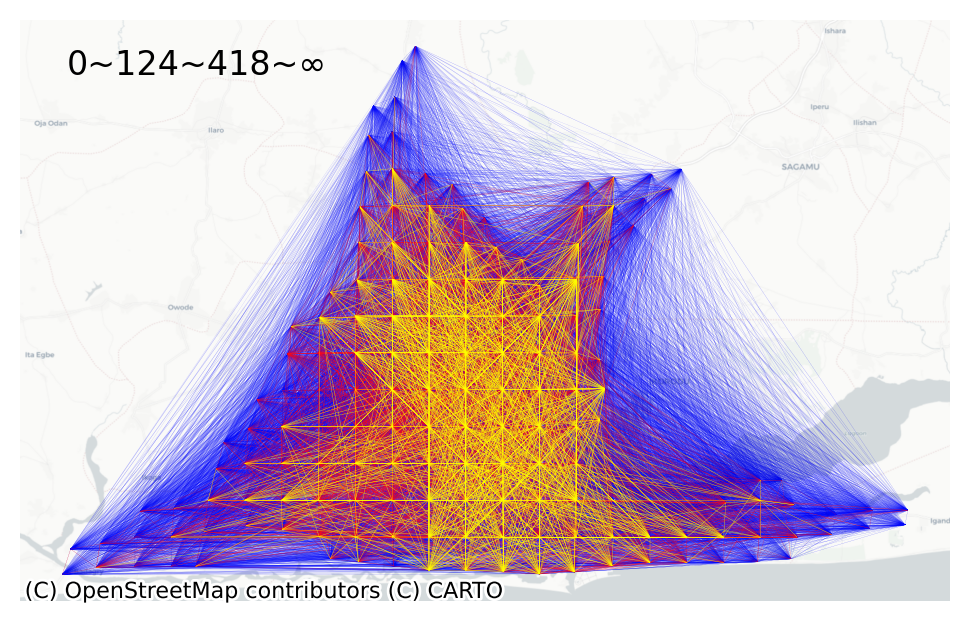 0~124~418~∞
Ishara
Iperu
Ilishan
Oja Odan
Ilaro
SAGAMU
Owode
Ita Egbe
Igand
(C) OpenStreetMap contributors (C) CARTO